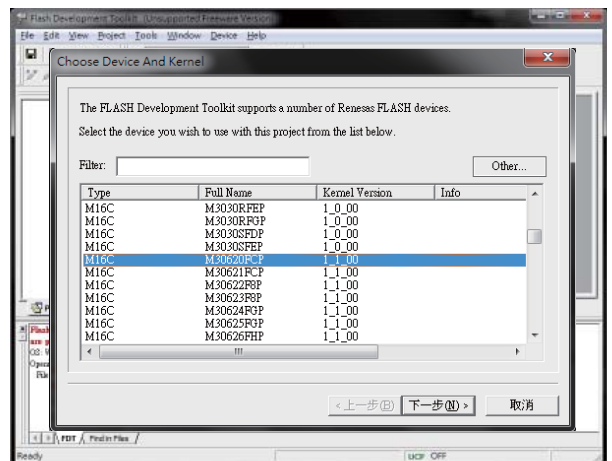 Flash Development Toolkit (Unsupported Freeware Version)
File Edit View Project Tools Window Device Help
Choose Device And Kernel
The FLASH Development Toolkit supports a number of Renesas FLASH devices.
Select the device you wish to use with this project from the list below.
Filter:
Other...
Type Full Name Kernel Version Info
M16C M3030RFEP 1_0_00
M16C M3030RFGP 1_0_00
M16C M3030SFDP 1_0_00
M16C M3030SFEP 1_0_00
M16C M30620FCP 1_1_00
M16C M30621FCP 1_1_00
M16C M30622F8P 1_1_00
M16C M30623F8P 1_1_00
M16C M30624FGP 1_1_00
M16C M30625FGP 1_1_00
M16C M30626FHP 1_1_00
<上一步(B) 下一步(N) > 取消
FDT Find in Files
Ready UCP OFF